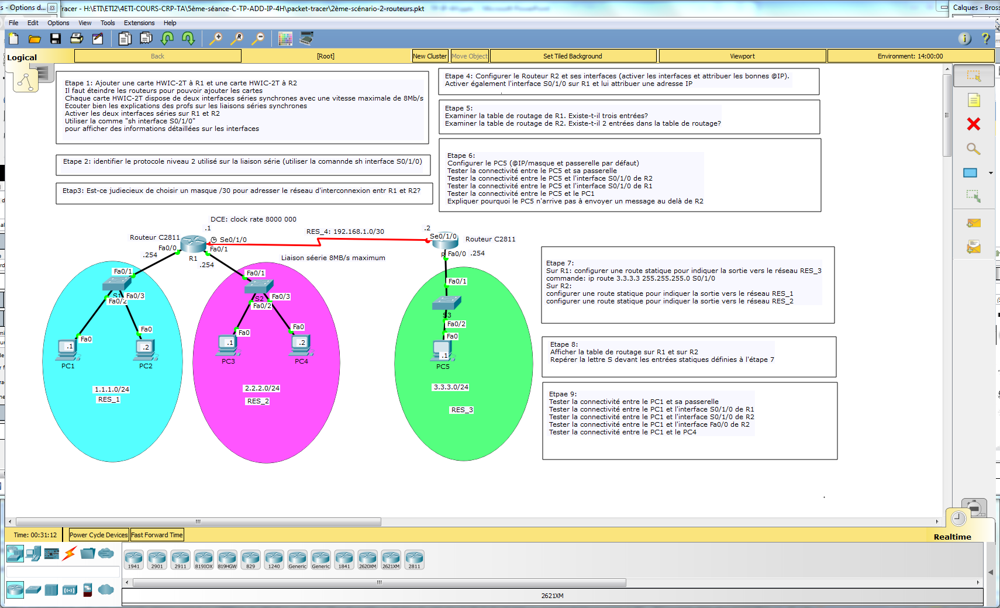 s - Options d...
Tracer - H:\ETI\ETI2\4ETI-COURS-CRP-TA\5ème-séance-C-TP-ADD-IP-4H\packet-tracer\2ème-scénario-2-routeurs.pkt
Calques - Bross
File Edit Options View Tools Extensions Help
Logical
Back
[Root]
New Cluster
Move Object
Set Tiled Background
Viewport
Environment: 14:00:00
Etape 1: Ajouter une carte HWIC-2T à R1 et une carte HWIC-2T à R2
Il faut éteindre les routeurs pour pouvoir ajouter les cartes
Chaque carte HWIC-2T dispose de deux interfaces séries synchrones avec une vitesse maximale de 8Mb/s
Ecouter bien les explications des profs sur les liaisons séries synchrones
Activer les deux interfaces séries sur R1 et R2
Utiliser la comme "sh interface S0/1/0"
pour afficher des informations détaillées sur les interfaces
Etape 2: identifier le protocole niveau 2 utilisé sur la liaison série (utiliser la comannde sh interface S0/1/0)
Etap3: Est-ce judiecieux de choisir un masque /30 pour adresser le réseau d'interconnexion entr R1 et R2?
Etape 4: Configurer le Routeur R2 et ses interfaces (activer les interfaces et attribuer les bonnes @IP).
Activer également l'interface S0/1/0 sur R1 et lui attribuer une adresse IP
Etape 5:
Examiner la table de routage de R1. Existe-t-il trois entrées?
Examiner la table de routage de R2. Existe-t-il 2 entrées dans la table de routage?
Etape 6:
Configurer le PC5 (@IP/masque et passerelle par défaut)
Tester la connectivité entre le PC5 et sa passerelle
Tester la connectivité entre le PC5 et l'interface S0/1/0 de R2
Tester la connectivité entre le PC5 et l'interface S0/1/0 de R1
Tester la connectivité entre le PC5 et le PC1
Expliquer pourquoi le PC5 n'arrive pas à envoyer un message au delà de R2
DCE: clock rate 8000 000
.1
RES_4: 192.168.1.0/30
.2
Routeur C2811
Se0/1/0
Se0/1/0
Routeur C2811
Fa0/0
Fa0/1
.254
R1
.254
Liaison séerie 8MB/s maximum
R
Fa0/0
.254
Fa0/1
S1
Fa0/2
Fa0/3
Fa0
Fa0
.1
.2
PC1
PC2
1.1.1.0/24
RES_1
Fa0/1
S2
Fa0/3
Fa0/2
Fa0
Fa0
.1
.2
PC3
PC4
2.2.2.0/24
RES_2
Fa0/1
S3
Fa0/2
Fa0
.1
PC5
3.3.3.0/24
RES_3
Etape 7:
Sur R1: configurer une route statique pour indiquer la sortie vers le réseau RES_3
commande: ip route 3.3.3.3 255.255.255.0 S0/1/0
Sur R2:
configurer une route statique pour indiquer la sortie vers le réseau RES_1
configurer une route statique pour indiquer la sortie vers le réseau RES_2
Etape 8:
Afficher la table de routage sur R1 et sur R2
Repérer la lettre S devant les entrées statiques définies à l'étape 7
Etpae 9:
Tester la connectivité entre le PC1 et sa passerelle
Tester la connectivité entre le PC1 et l'interface S0/1/0 de R1
Tester la connectivité entre le PC1 et l'interface S0/1/0 de R2
Tester la connectivité entre le PC1 et l'interface Fa0/0 de R2
Tester la connectivité entre le PC1 et le PC4
Time: 00:31:12
Power Cycle Devices
Fast Forward Time
Realtime
1941 2901 2911 819IOX 819HGW 829 1240 Generic Generic 1841 2620XM 2621XM 2811
2621XM